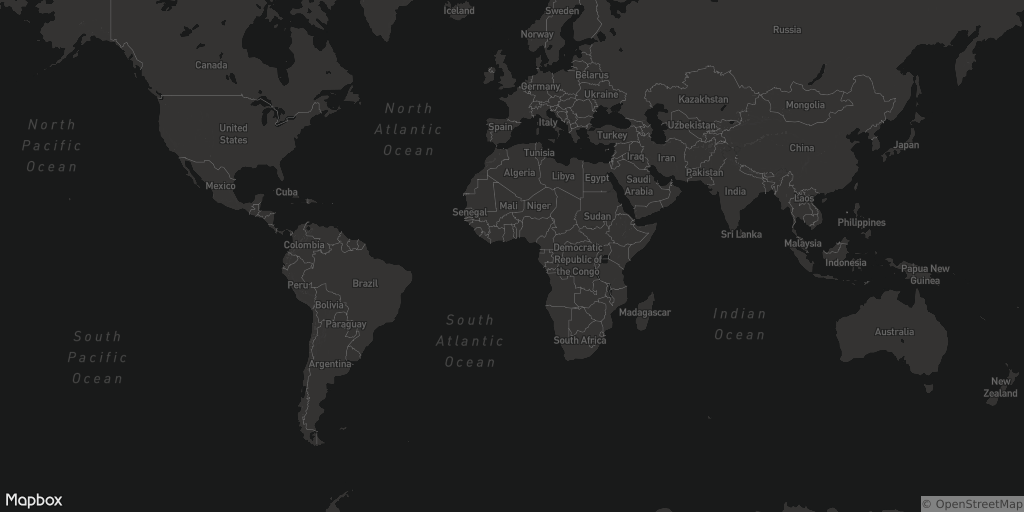 Iceland
Sweden
Norway
Russia
Canada
Belarus
Germany
Ukraine
Kazakhstan
Mongolia
North
Pacific
Ocean
North
Atlantic
Ocean
United
States
Spain
Italy
Turkey
Uzbekistan
China
Japan
Tunisia
Algeria
Libya
Egypt
Iraq
Iran
Pakistan
Saudi
Arabia
India
Laos
Mexico
Cuba
Senegal
Mali
Niger
Sudan
Philippines
Sri Lanka
Malaysia
Colombia
Democratic
Republic of
the Congo
Indonesia
Papua New
Guinea
Peru
Brazil
Bolivia
Paraguay
Madagascar
South
Pacific
Ocean
South
Atlantic
Ocean
Indian
Ocean
South Africa
Australia
Argentina
New
Zealand
Mapbox
© OpenStreetMap